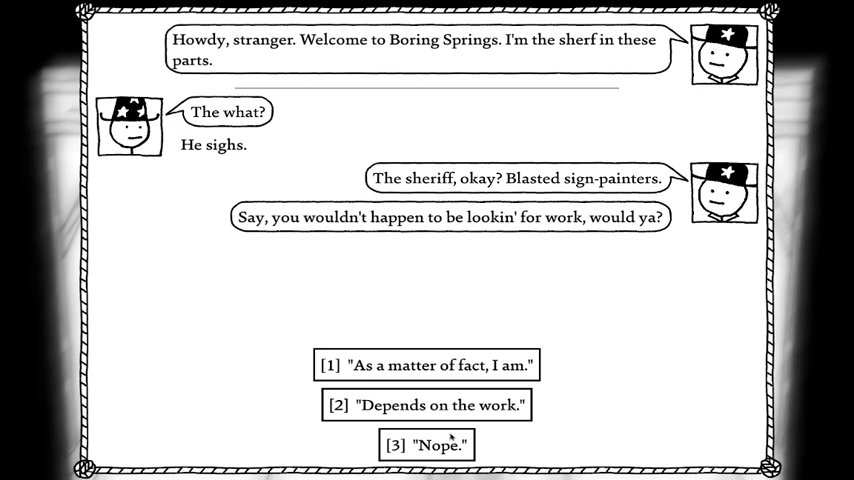 Howdy, stranger. Welcome to Boring Springs. I'm the sherf in these
parts.
The what?
He sighs.
The sheriff, okay? Blasted sign-painters.
Say, you wouldn't happen to be lookin' for work, would ya?
[1] "As a matter of fact, I am."
[2] "Depends on the work."
[3] "Nope."